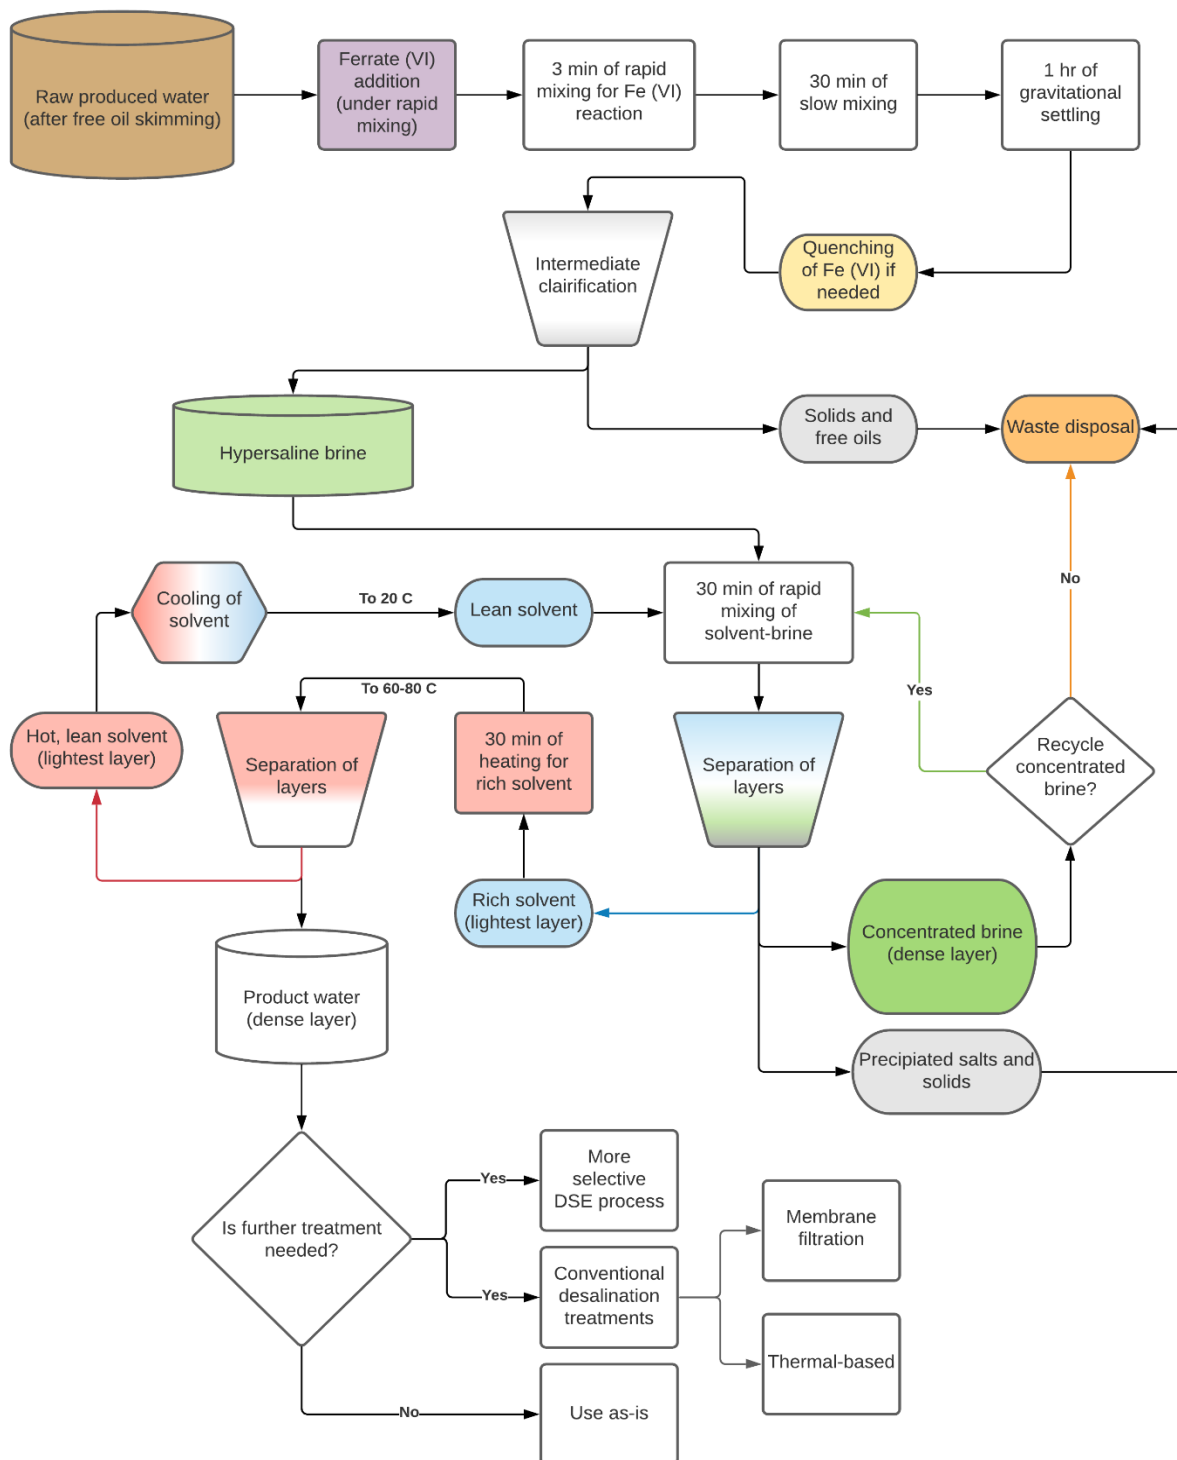 Raw produced water
(after free oil skimming)
Ferrate (VI)
addition
(under rapid
mixing)
3 min of rapid
mixing for Fe (VI)
reaction
30 min of
slow mixing
1 hr of
gravitational
settling
Quenching
of Fe (VI) if
needed
Intermediate
clairification
Hypersaline brine
Solids and
free oils
Waste disposal
Cooling of
solvent
To 20 C
Lean solvent
30 min of rapid
mixing of
solvent-brine
No
Yes
To 60-80 C
Hot, lean solvent
(lightest layer)
Separation of
layers
30 min of
heating for
rich solvent
Separation of
layers
Recycle
concentrated
brine?
Rich solvent
(lightest layer)
Concentrated brine
(dense layer)
Product water
(dense layer)
Precipiated salts and
solids
Is further treatment
needed?
Yes
More
selective
DSE process
Yes
Conventional
desalination
treatments
Membrane
filtration
Thermal-based
No
Use as-is